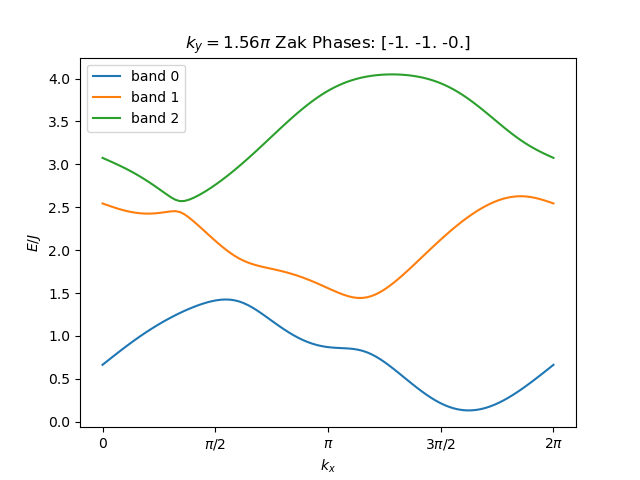 k_y = 1.56π Zak Phases: [-1. -1. -0.]
band 0
band 1
band 2
4.0
3.5
3.0
2.5
2.0
1.5
1.0
0.5
0.0
E/J
0 π/2 π 3π/2 2π
k_x